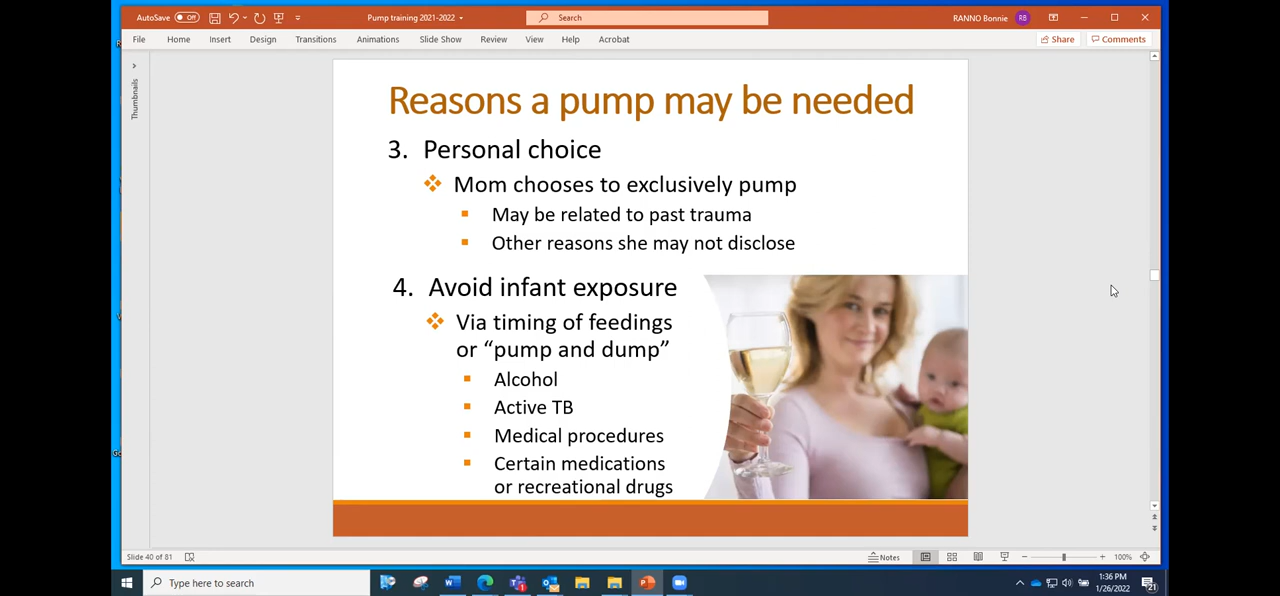 AutoSave Off
Pump training 2021-2022
Search
RANNO Bonnie RB
File Home Insert Design Transitions Animations Slide Show Review View Help Acrobat
Share Comments
Thumbnails
Reasons a pump may be needed
3. Personal choice
Mom chooses to exclusively pump
May be related to past trauma
Other reasons she may not disclose
4. Avoid infant exposure
Via timing of feedings
or “pump and dump”
Alcohol
Active TB
Medical procedures
Certain medications
or recreational drugs
Slide 40 of 81
Notes
100%
Type here to search
1:36 PM
1/26/2022
21